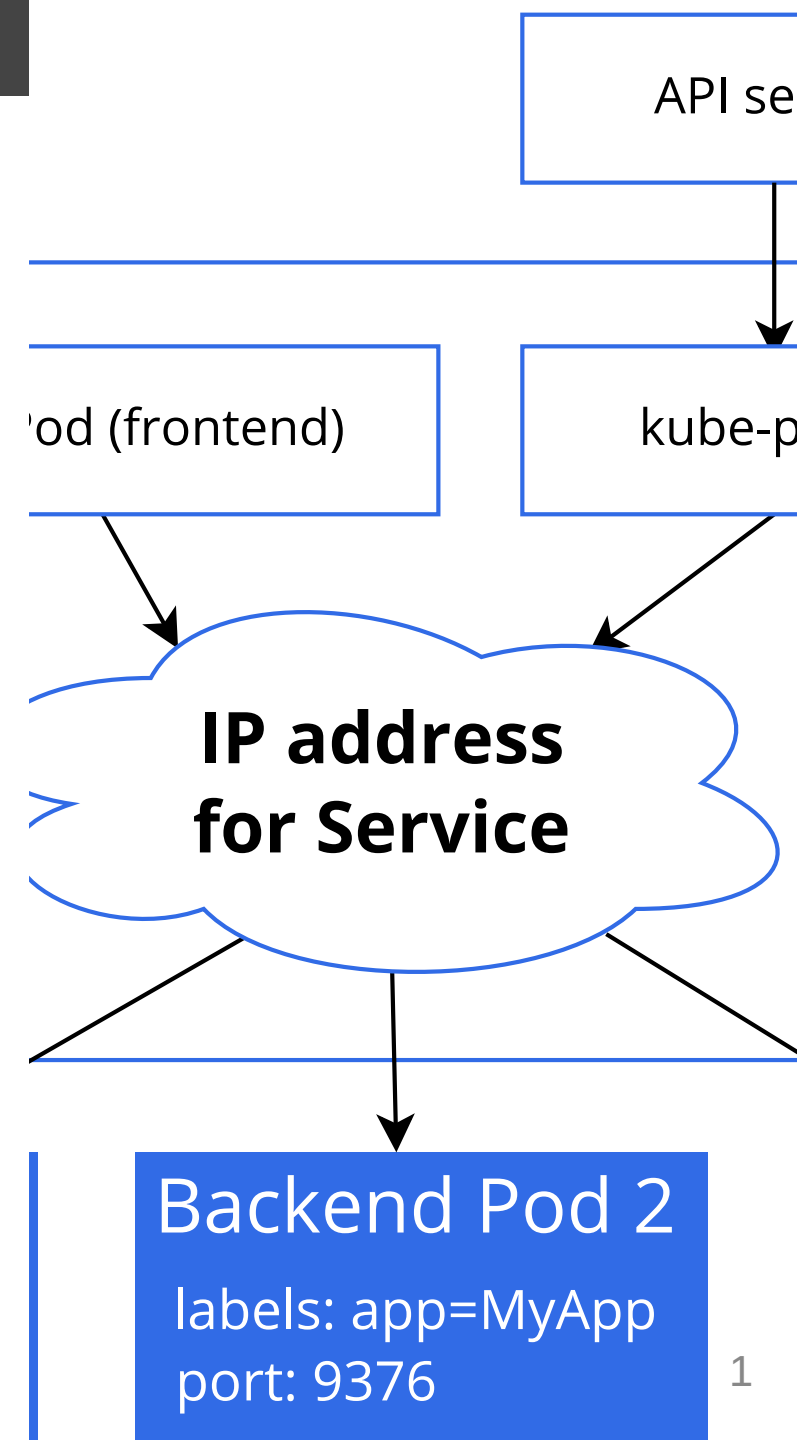 API se
Pod (frontend)
kube-p
IP address
for Service
Backend Pod 2
labels: app=MyApp
port: 9376
1